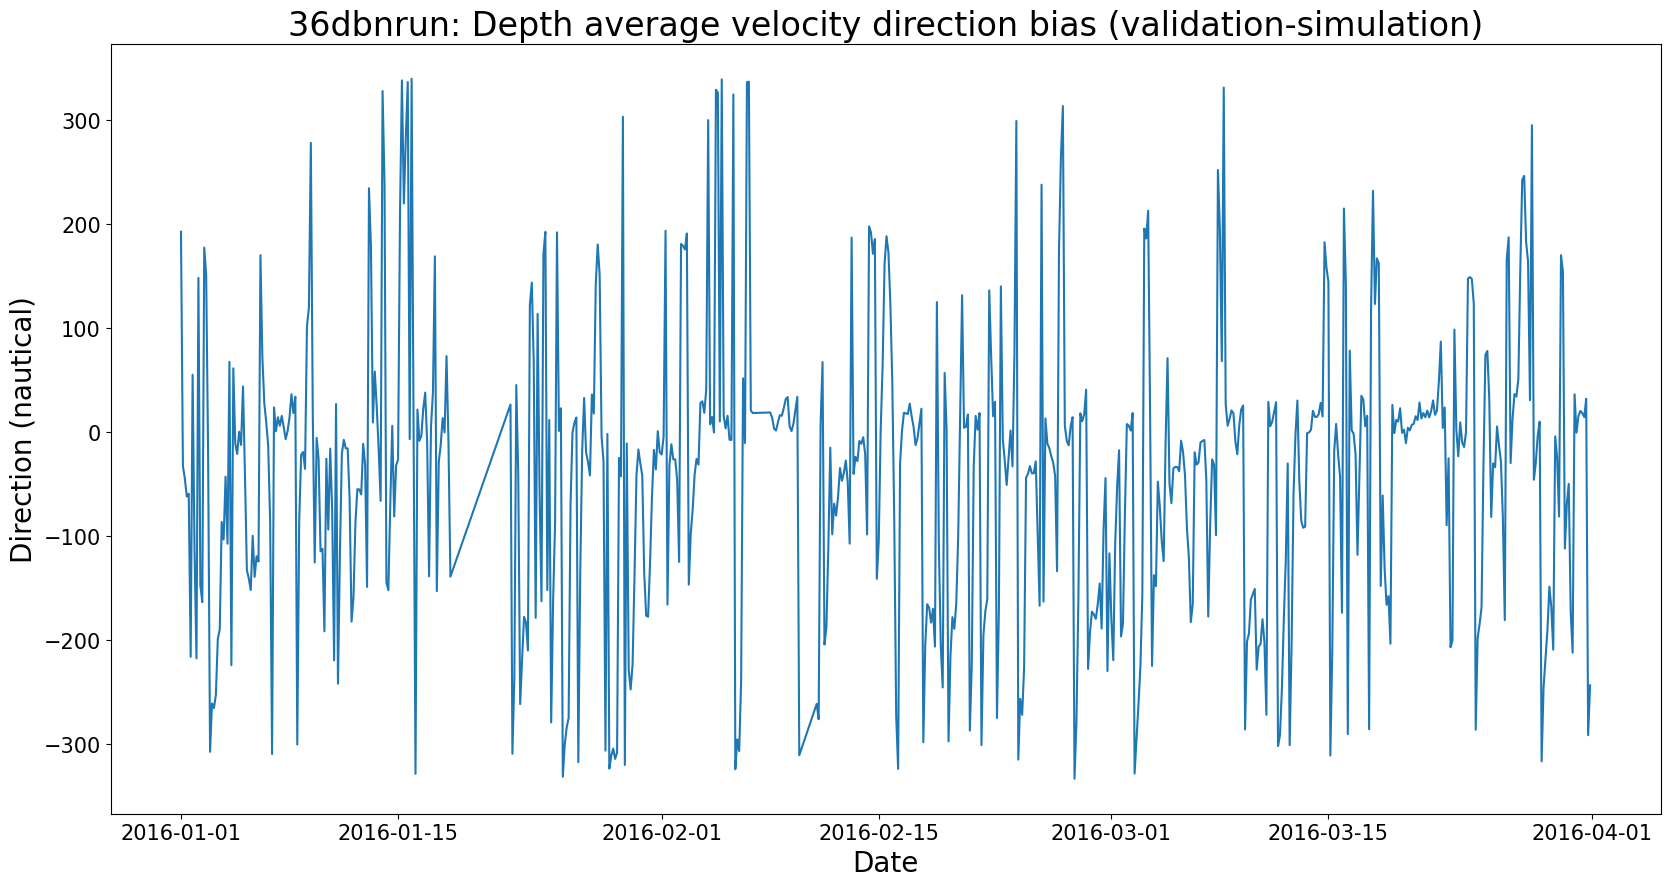 36dbnrun: Depth average velocity direction bias (validation-simulation)
Direction (nautical)
300
200
100
0
−100
−200
−300
2016-01-01 2016-01-15 2016-02-01 2016-02-15 2016-03-01 2016-03-15 2016-04-01
Date